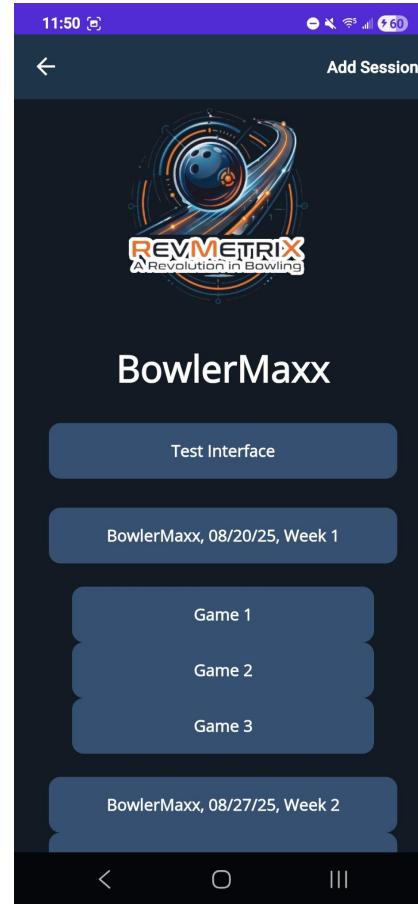 11:50
60
Add Session
REVMETRIX
A Revolution in Bowling
BowlerMaxx
Test Interface
BowlerMaxx, 08/20/25, Week 1
Game 1
Game 2
Game 3
BowlerMaxx, 08/27/25, Week 2